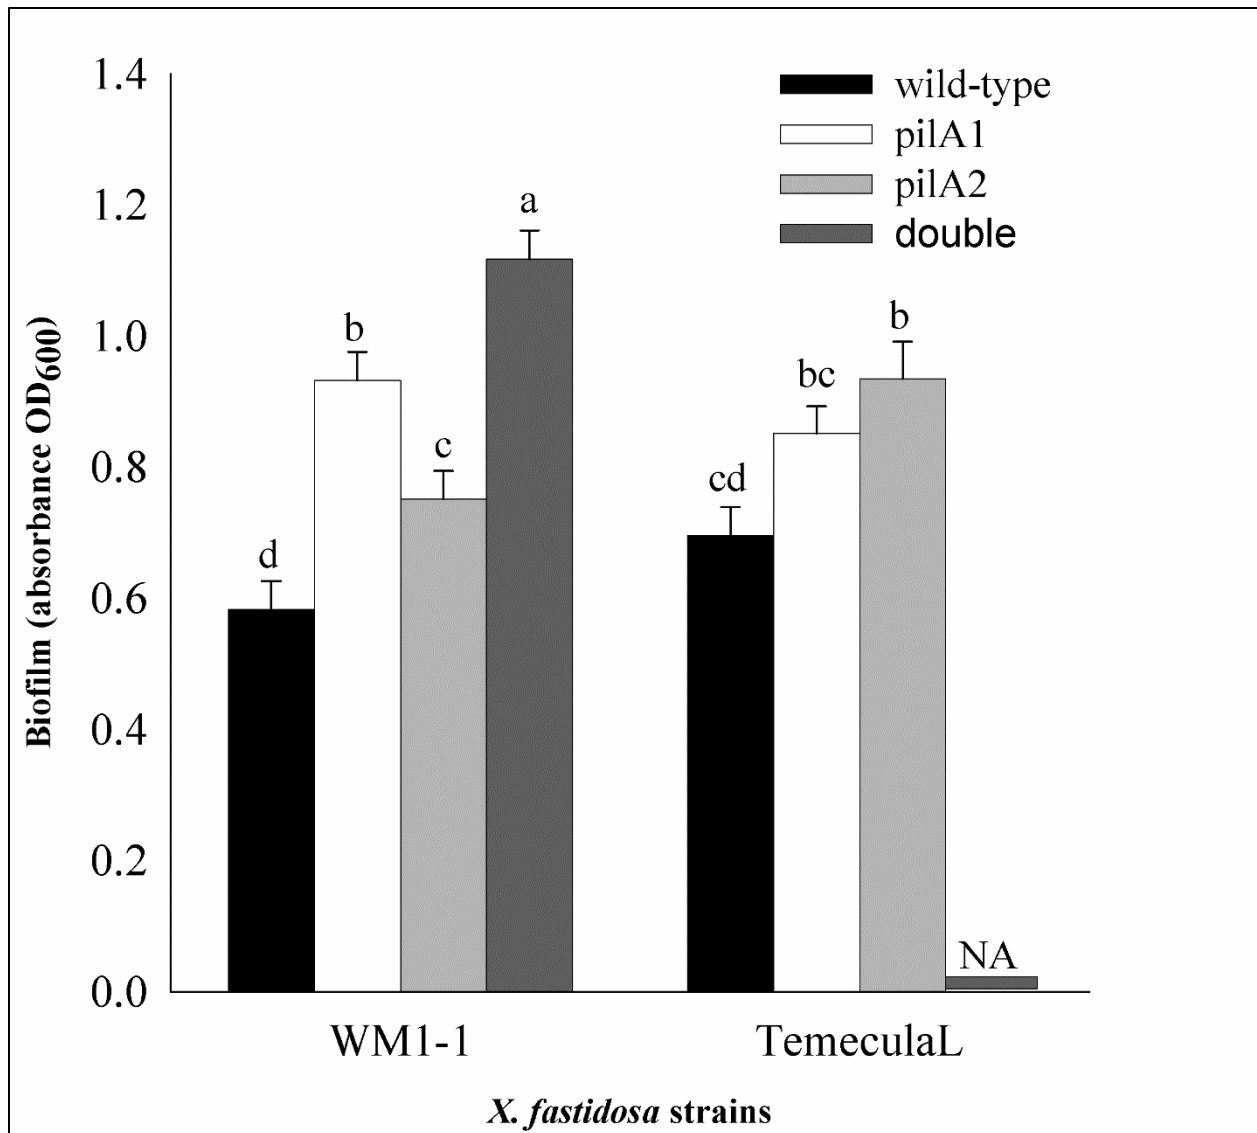 1.4
1.2
1.0
0.8
0.6
0.4
0.2
0.0
Biofilm (absorbance OD600)
wild-type
pilA1
pilA2
double
d
b
c
a
cd
bc
b
NA
WM1-1
TemeculaL
X. fastidosa strains